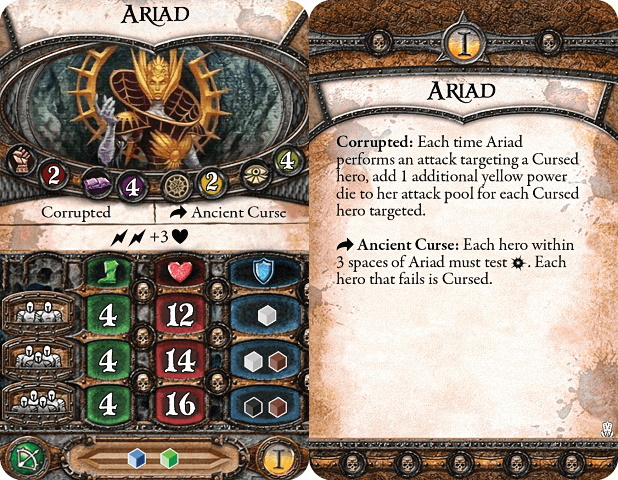 ARIAD
2
4
2
4
Corrupted
Ancient Curse
+3
4 12
4 14
4 16
I
I
ARIAD
Corrupted: Each time Ariad
performs an attack targeting a Cursed
hero, add 1 additional yellow power
die to her attack pool for each Cursed
hero targeted.
Ancient Curse: Each hero within
3 spaces of Ariad must test . Each
hero that fails is Cursed.